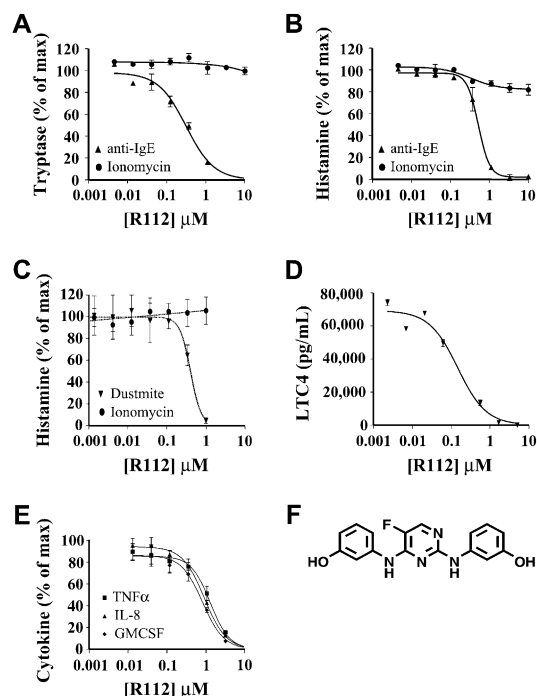 A
Tryptase (% of max)
120
100
80
60
40
20
0
anti-IgE
Ionomycin
0.001 0.01 0.1 1 10
[R112] µM
B
Histamine (% of max)
120
100
80
60
40
20
0
anti-IgE
Ionomycin
0.001 0.01 0.1 1 10
[R112] µM
C
Histamine (% of max)
120
100
80
60
40
20
0
Dustmite
Ionomycin
0.001 0.01 0.1 1 10
[R112] µM
D
LTC4 (pg/mL)
80,000
60,000
40,000
20,000
0
0.001 0.01 0.1 1 10
[R112] µM
E
Cytokine (% of max)
120
100
80
60
40
20
0
TNFα
IL-8
GMCSF
0.001 0.01 0.1 1 10
[R112] µM
F
F
N
HO
N
H
N
N
H
OH